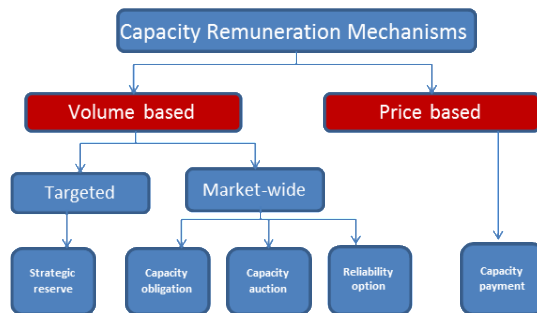 Capacity Remuneration Mechanisms
Volume based
Price based
Targeted
Market-wide
Strategic
reserve
Capacity
obligation
Capacity
auction
Reliability
option
Capacity
payment